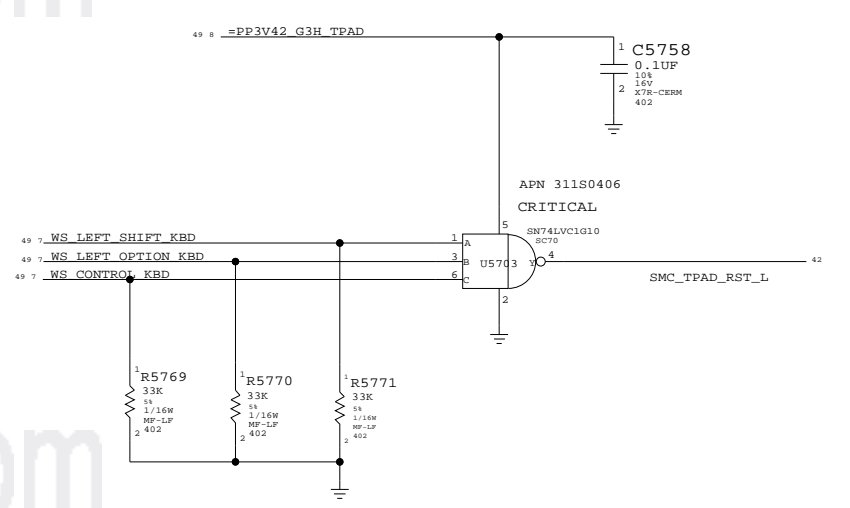 om
49 8 =PP3V42_G3H_TPAD
1 C5758
0.1UF
10%
16V
2 X7R-CERM
402
APN 311S0406
CRITICAL
5
SN74LVC1G10
SC70
49 7 WS_LEFT_SHIFT_KBD 1 A
49 7 WS_LEFT_OPTION_KBD 3 B U5703 Y 4 42
49 7 WS_CONTROL_KBD 6 C
SMC_TPAD_RST_L
2
1 R5769
33K
5%
1/16W
MF-LF
2 402
1 R5770
33K
5%
1/16W
MF-LF
2 402
1 R5771
33K
5%
1/16W
MF-LF
2 402
om